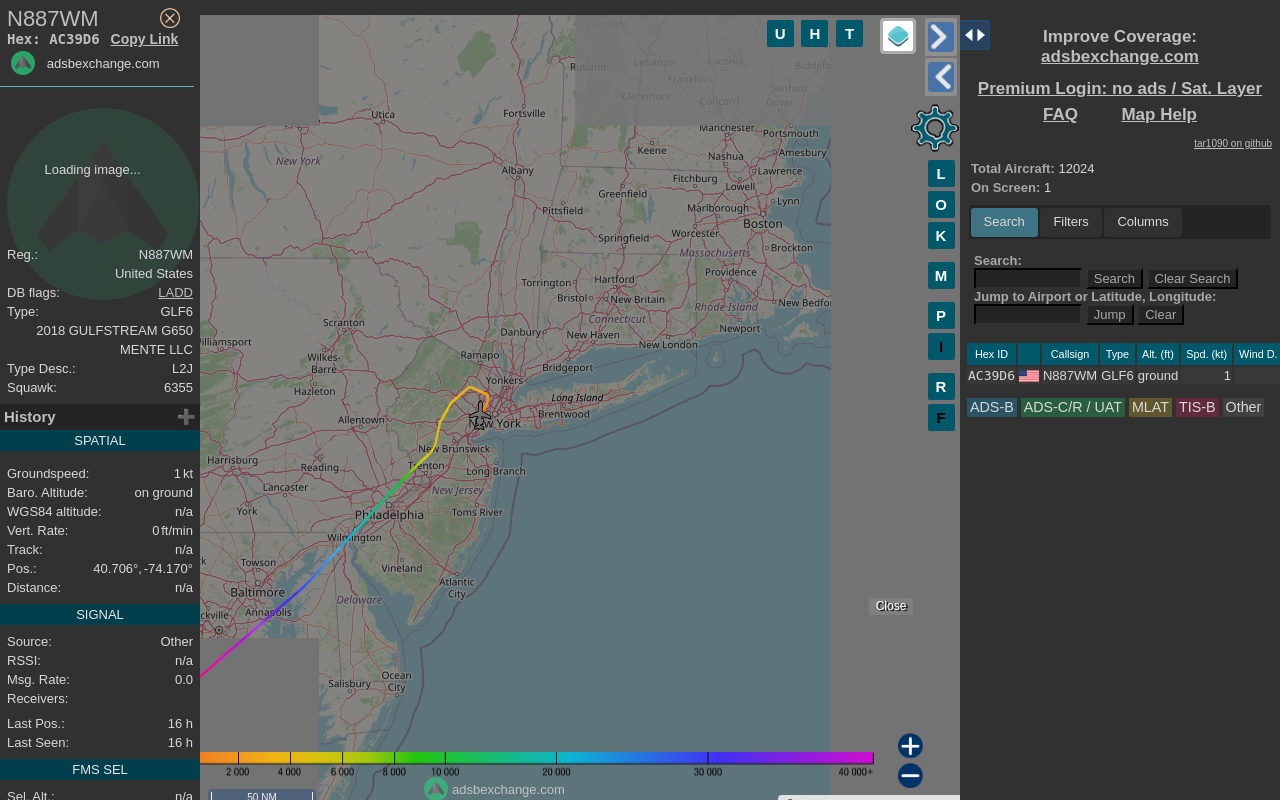 N887WM
Hex: AC39D6 Copy Link
adsbexchange.com
Loading image...
Reg.: N887WM
United States
DB flags: LADD
Type: GLF6
2018 GULFSTREAM G650
MENTE LLC
Type Desc.: L2J
Squawk: 6355
History
SPATIAL
Groundspeed: 1 kt
Baro. Altitude: on ground
WGS84 altitude: n/a
Vert. Rate: 0 ft/min
Track: n/a
Pos.: 40.706°, -74.170°
Distance: n/a
SIGNAL
Source: Other
RSSI: n/a
Msg. Rate: 0.0
Receivers:
Last Pos.: 16 h
Last Seen: 16 h
FMS SEL
Sel. Alt.: n/a
U H T
Vermont
Rutland
Lebanon
Laconia
Franklin
Claremont
Concord
Sanford
Dover
Utica
Fortsville
Manchester
Portsmouth
Keene
Nashua
Amesbury
New York
Albany
Fitchburg
Lawrence
Lowell
Greenfield
Lynn
Pittsfield
Marlborough
Boston
Springfield
Worcester
Brockton
Massachusetts
Torrington
Hartford
Providence
Bristol
New Britain
New Bedfo
Rhode Island
Connecticut
Scranton
Danbury
New Haven
Newport
illiamsport
New London
Wilkes-
Barre
Ramapo
Bridgeport
Hazleton
Yonkers
Long Island
Allentown
New York
Brentwood
New Brunswick
Harrisburg
Reading
Trenton
Long Branch
Lancaster
New Jersey
York
Philadelphia
Toms River
Wilmington
Towson
Vineland
Atlantic
City
Baltimore
Delaware
Annapolis
ckville
Ocean
City
Salisbury
L
O
K
M
P
I
R
F
Close
2 000 4 000 6 000 8 000 10 000 20 000 30 000 40 000+
adsbexchange.com
50 NM
Improve Coverage:
adsbexchange.com
Premium Login: no ads / Sat. Layer
FAQ Map Help
tar1090 on github
Total Aircraft: 12024
On Screen: 1
Search Filters Columns
Search:
Search Clear Search
Jump to Airport or Latitude, Longitude:
Jump Clear
Hex ID Callsign Type Alt. (ft) Spd. (kt) Wind D.
AC39D6 N887WM GLF6 ground 1
ADS-B ADS-C/R / UAT MLAT TIS-B Other